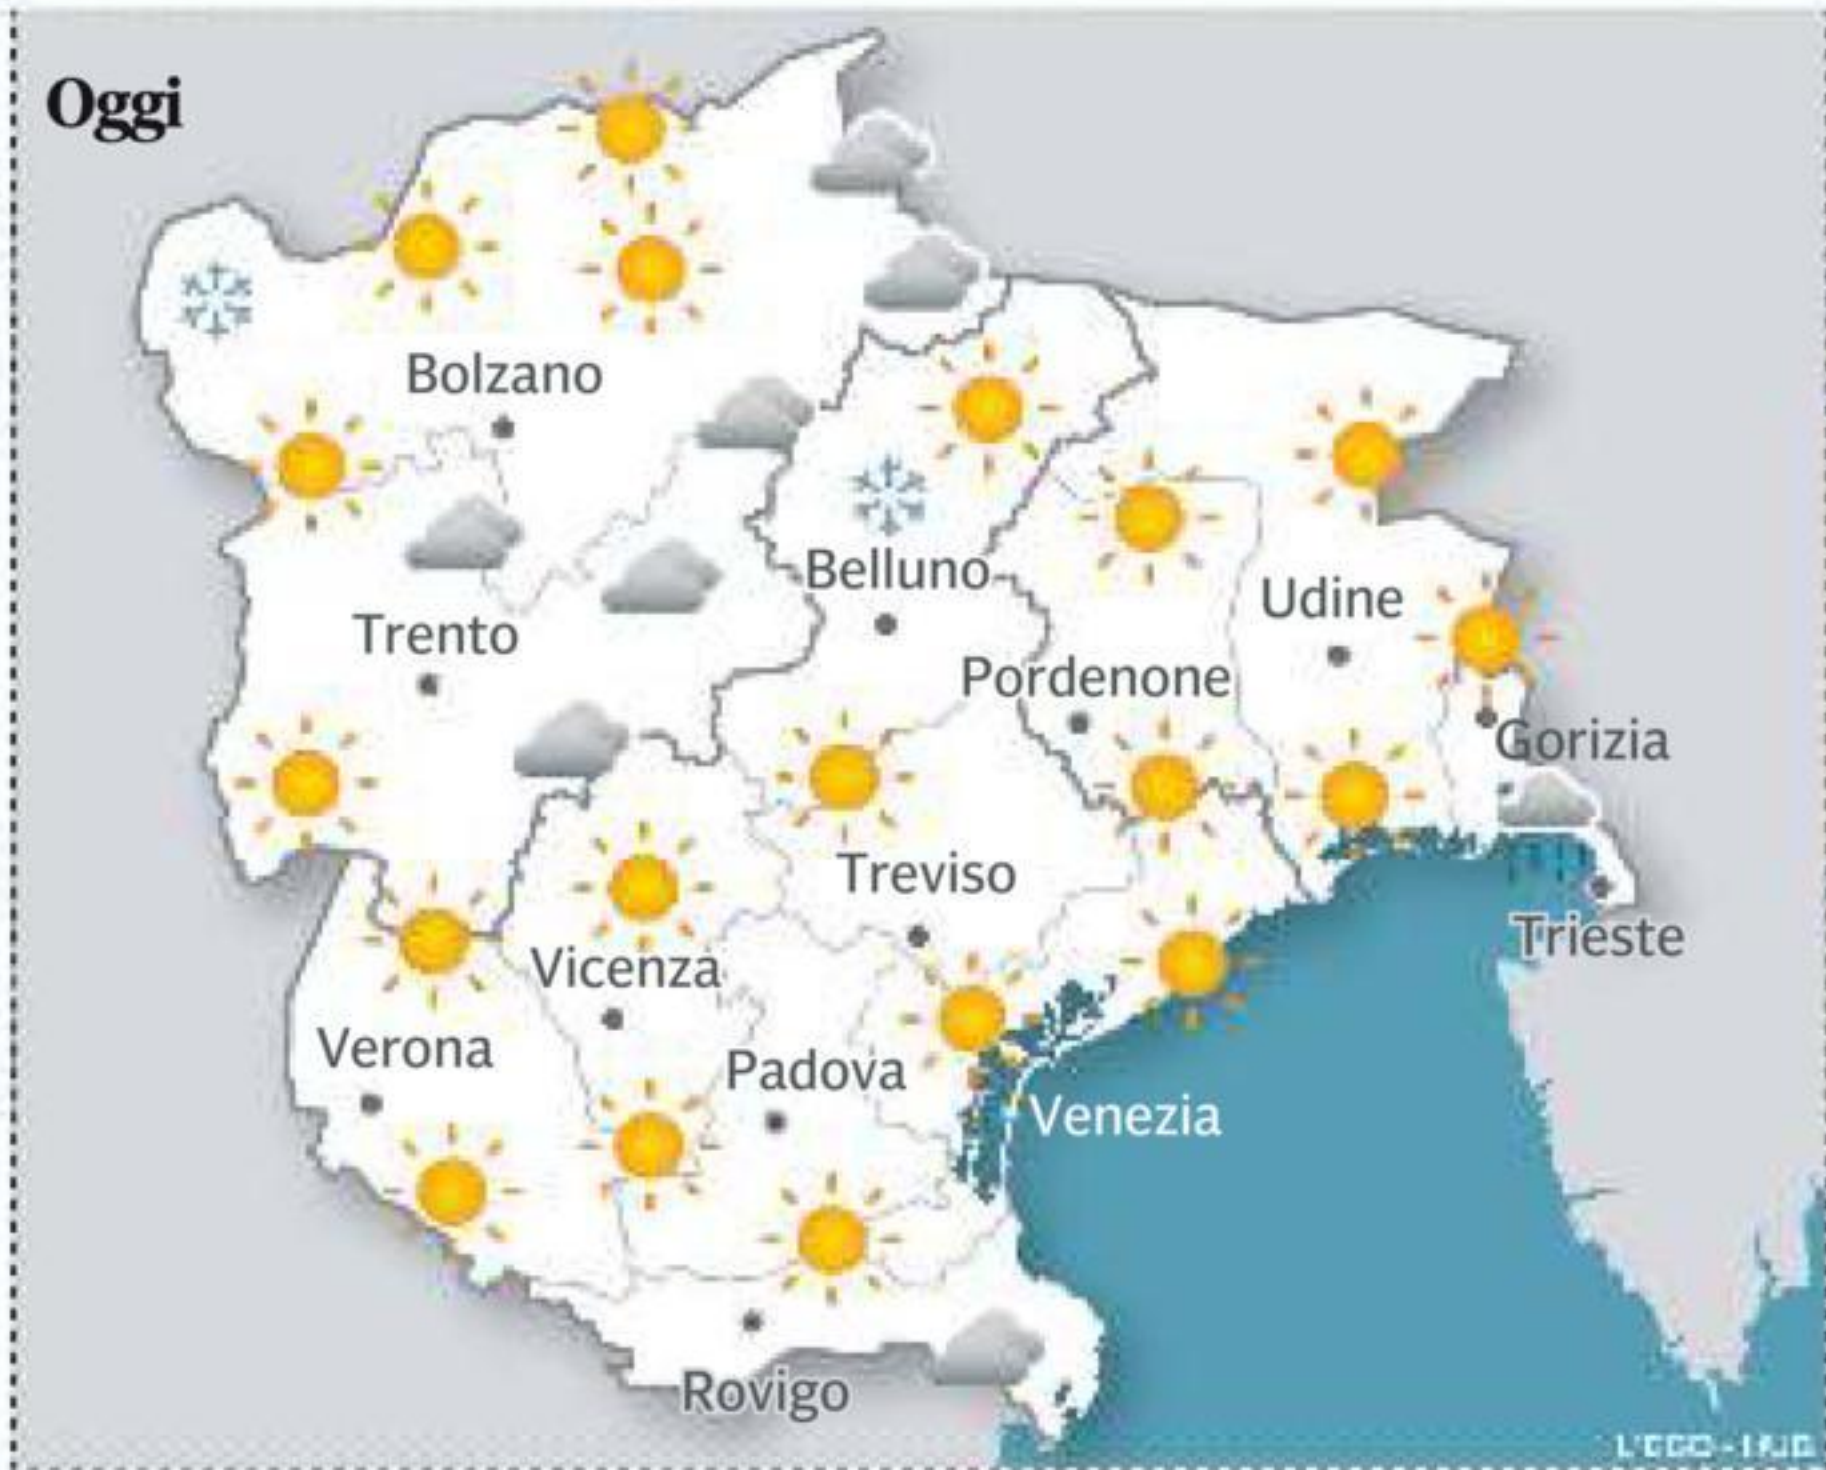 Oggi
Bolzano
Belluno
Udine
Trento
Pordenone
Gorizia
Treviso
Trieste
Vicenza
Verona
Padova
Venezia
Rovigo